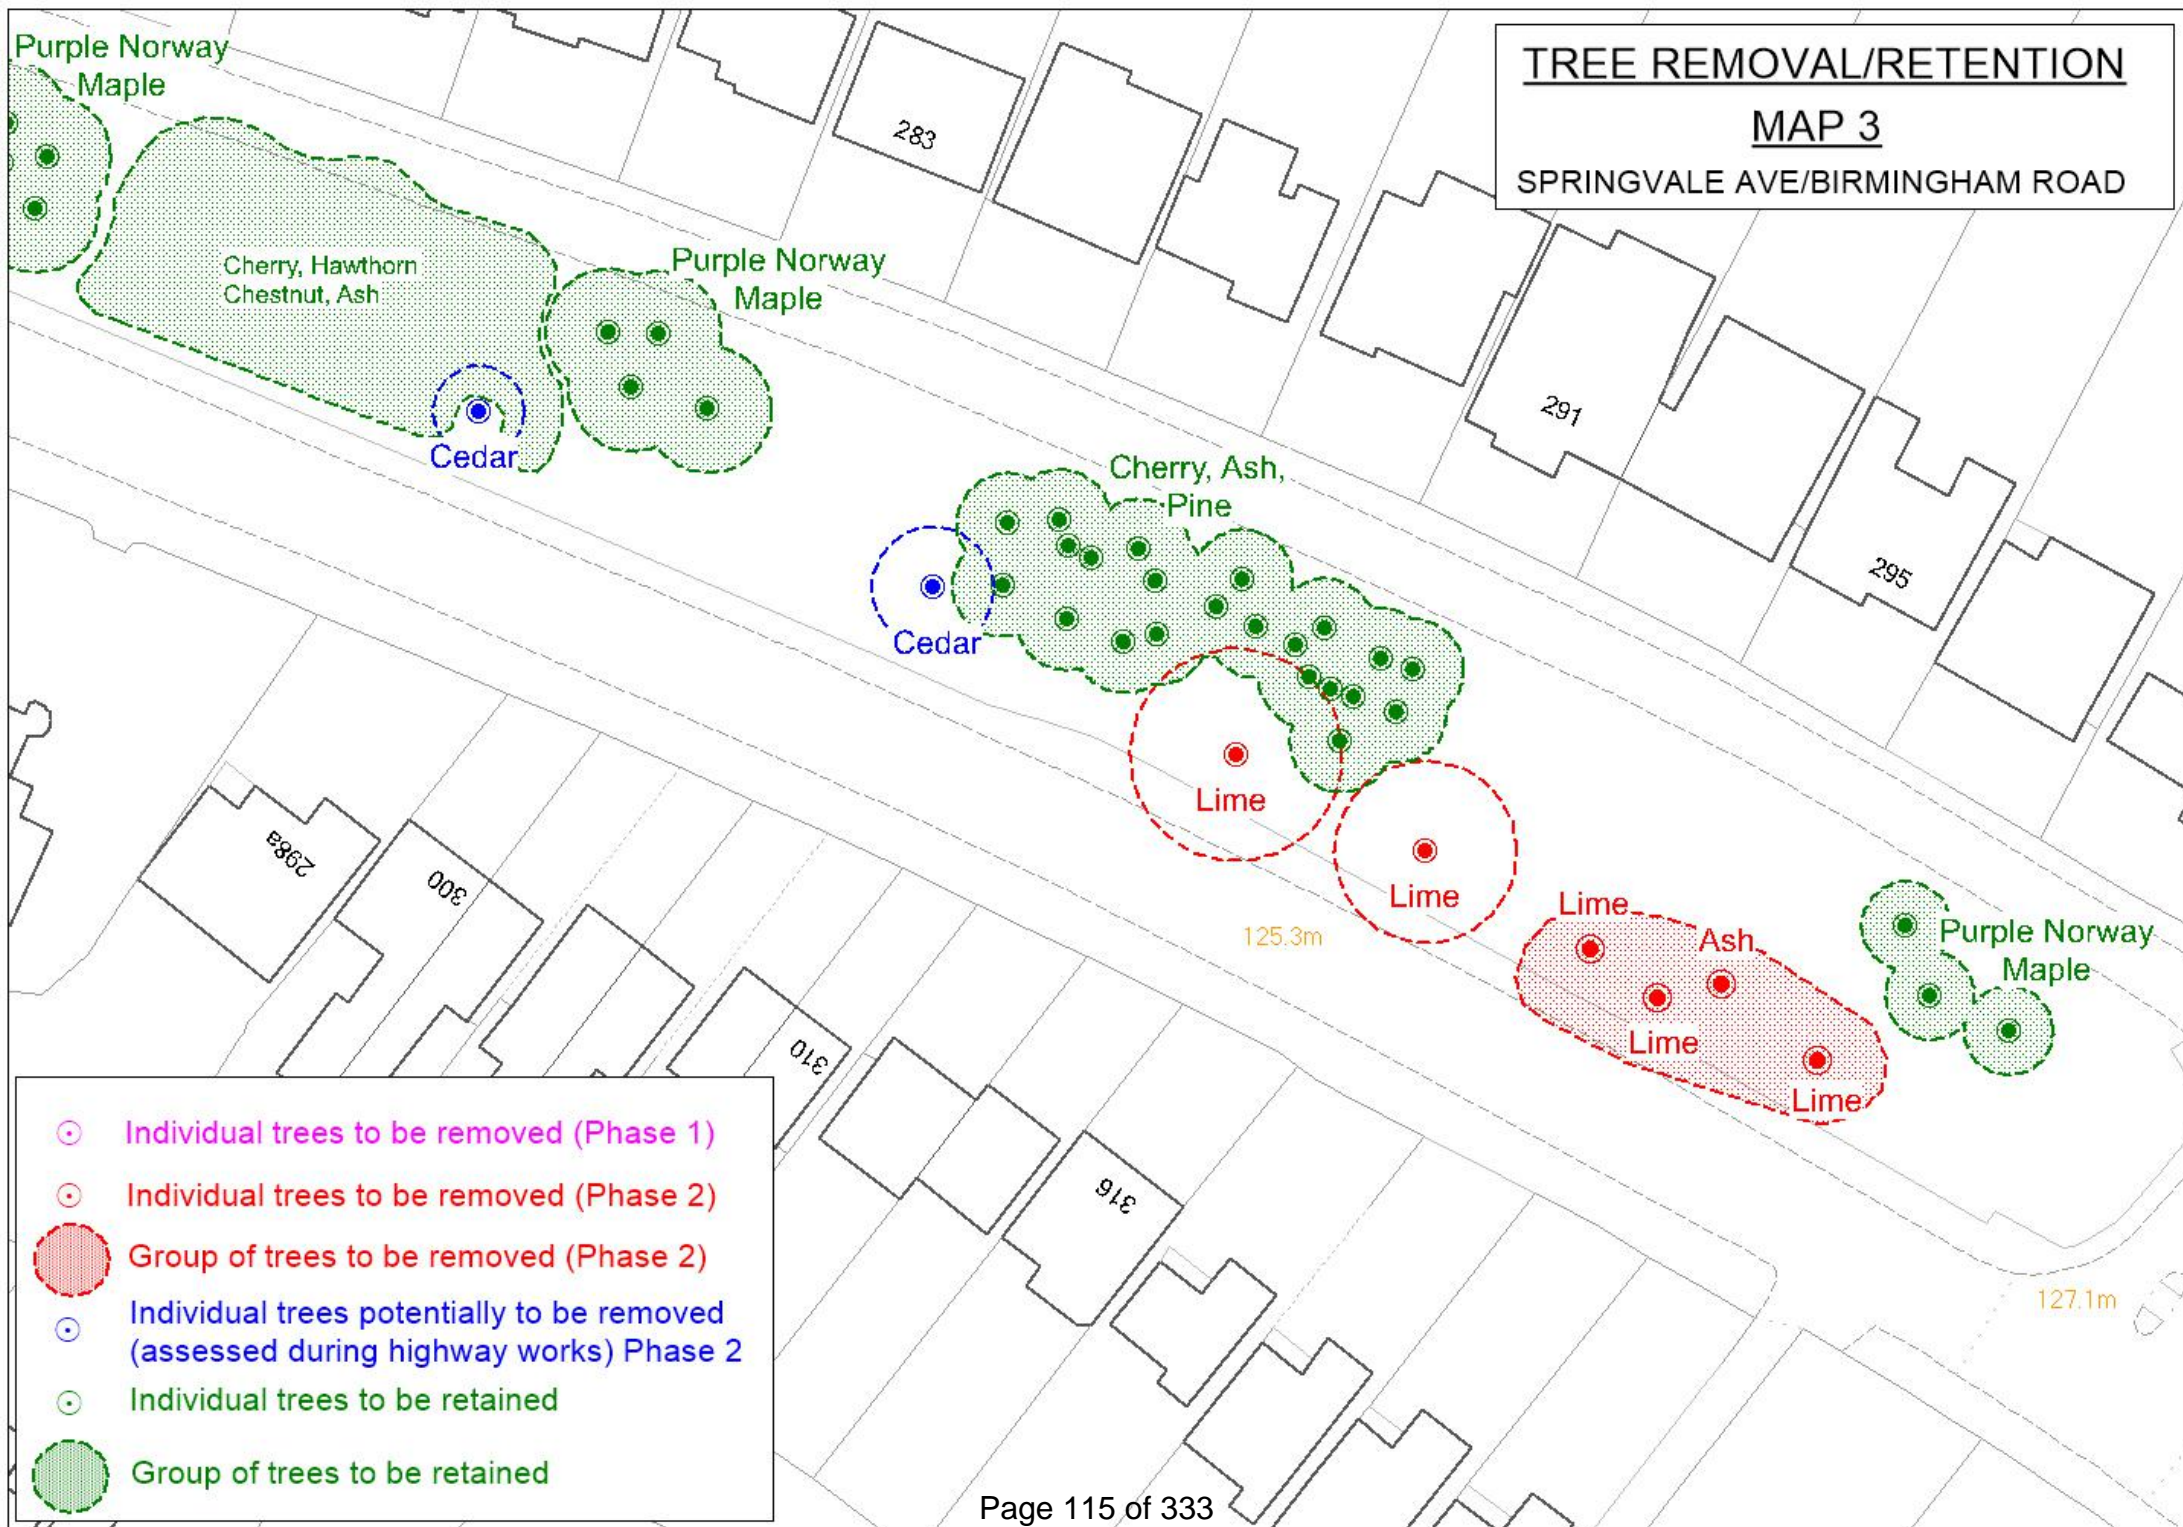 TREE REMOVAL/RETENTION
MAP 3
SPRINGVALE AVE/BIRMINGHAM ROAD
Purple Norway
Maple
283
Cherry, Hawthorn
Chestnut, Ash
Purple Norway
Maple
Cedar
291
Cherry, Ash,
Pine
295
Cedar
Lime
Lime
298a
300
125.3m
Lime
Ash
Lime
Lime
Purple Norway
Maple
310
316
127.1m
Individual trees to be removed (Phase 1)
Individual trees to be removed (Phase 2)
Group of trees to be removed (Phase 2)
Individual trees potentially to be removed
(assessed during highway works) Phase 2
Individual trees to be retained
Group of trees to be retained
Page 115 of 333